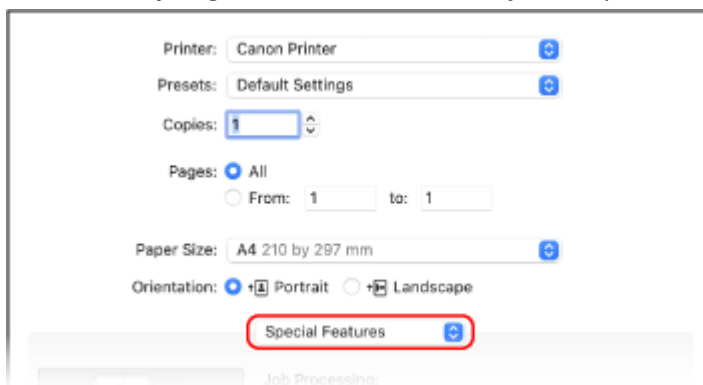 Printer: Canon Printer
Presets: Default Settings
Copies: 1
Pages: All
From: 1 to: 1
Paper Size: A4 210 by 297 mm
Orientation: Portrait Landscape
Special Features
Job Processing: